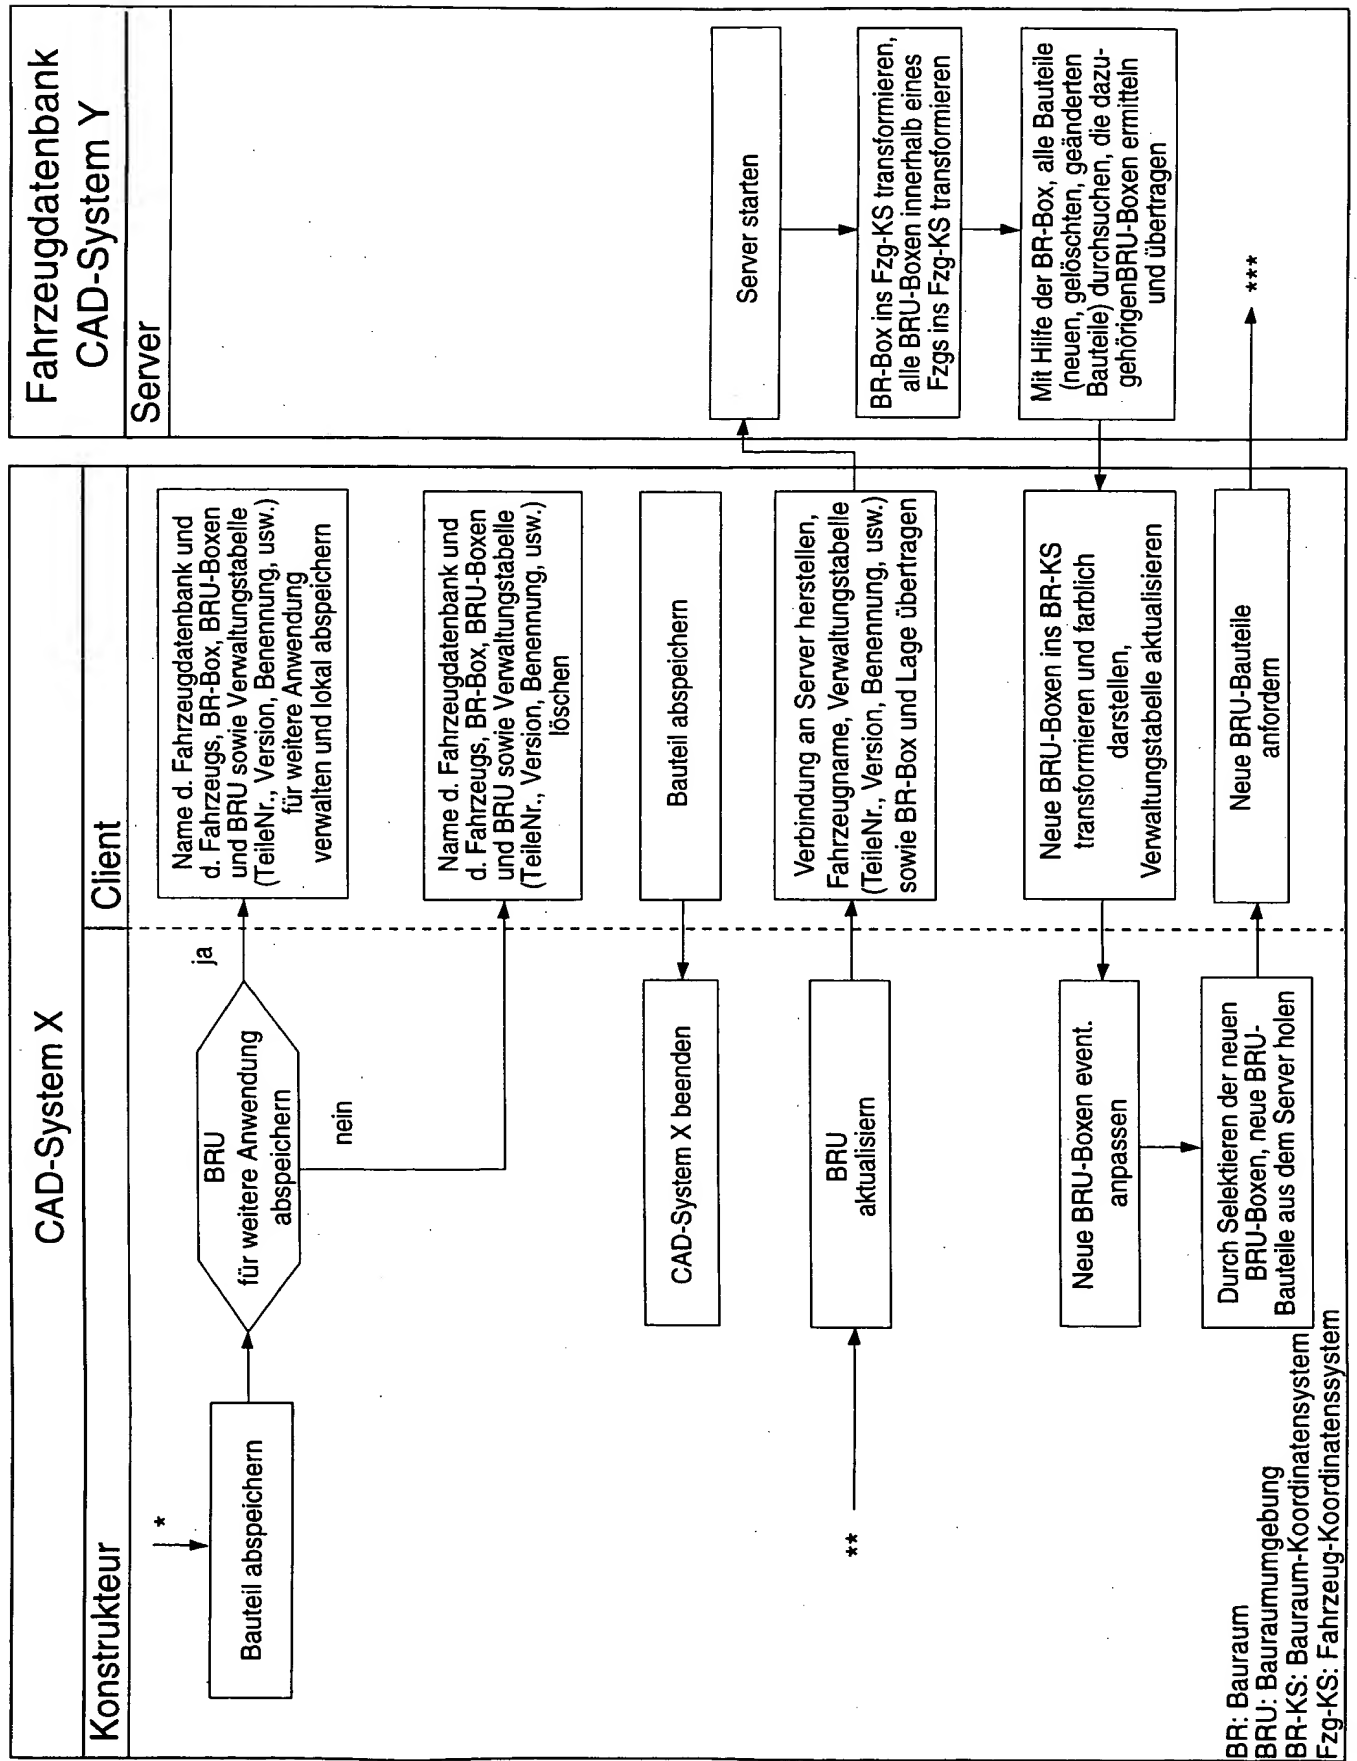 CAD-System X
Fahrzeugdatenbank
CAD-System Y
Konstrukteur
Client
Server
*
Bauteil abspeichern
BRU
für weitere Anwendung
abspeichern
ja
nein
Name d. Fahrzeugdatenbank und
d. Fahrzeugs, BR-Box, BRU-Boxen
und BRU sowie Verwaltungstabelle
(TeileNr., Version, Benennung, usw.)
für weitere Anwendung
verwalten und lokal abspeichern
Name d. Fahrzeugdatenbank und
d. Fahrzeugs, BR-Box, BRU-Boxen
und BRU sowie Verwaltungstabelle
(TeileNr., Version, Benennung, usw.)
löschen
CAD-System X beenden
Bauteil abspeichern
**
BRU
aktualisiern
Verbindung an Server herstellen,
Fahrzeugname, Verwaltungstabelle
(TeileNr., Version, Benennung, usw.)
sowie BR-Box und Lage übertragen
Server starten
BR-Box ins Fzg-KS transformieren,
alle BRU-Boxen innerhalb eines
Fzgs ins Fzg-KS transformieren
Mit Hilfe der BR-Box, alle Bauteile
(neuen, gelöschten, geänderten
Bauteile) durchsuchen, die dazu-
gehörigenBRU-Boxen ermitteln
und übertragen
Neue BRU-Boxen ins BR-KS
transformieren und farblich
darstellen,
Verwaltungstabelle aktualisieren
Neue BRU-Boxen event.
anpassen
Durch Selektieren der neuen
BRU-Boxen, neue BRU-
Bauteile aus dem Server holen
Neue BRU-Bauteile
anfordern
***
BR: Bauraum
BRU: Bauraumumgebung
BR-KS: Bauraum-Koordinatensystem
Fzg-KS: Fahrzeug-Koordinatenssystem